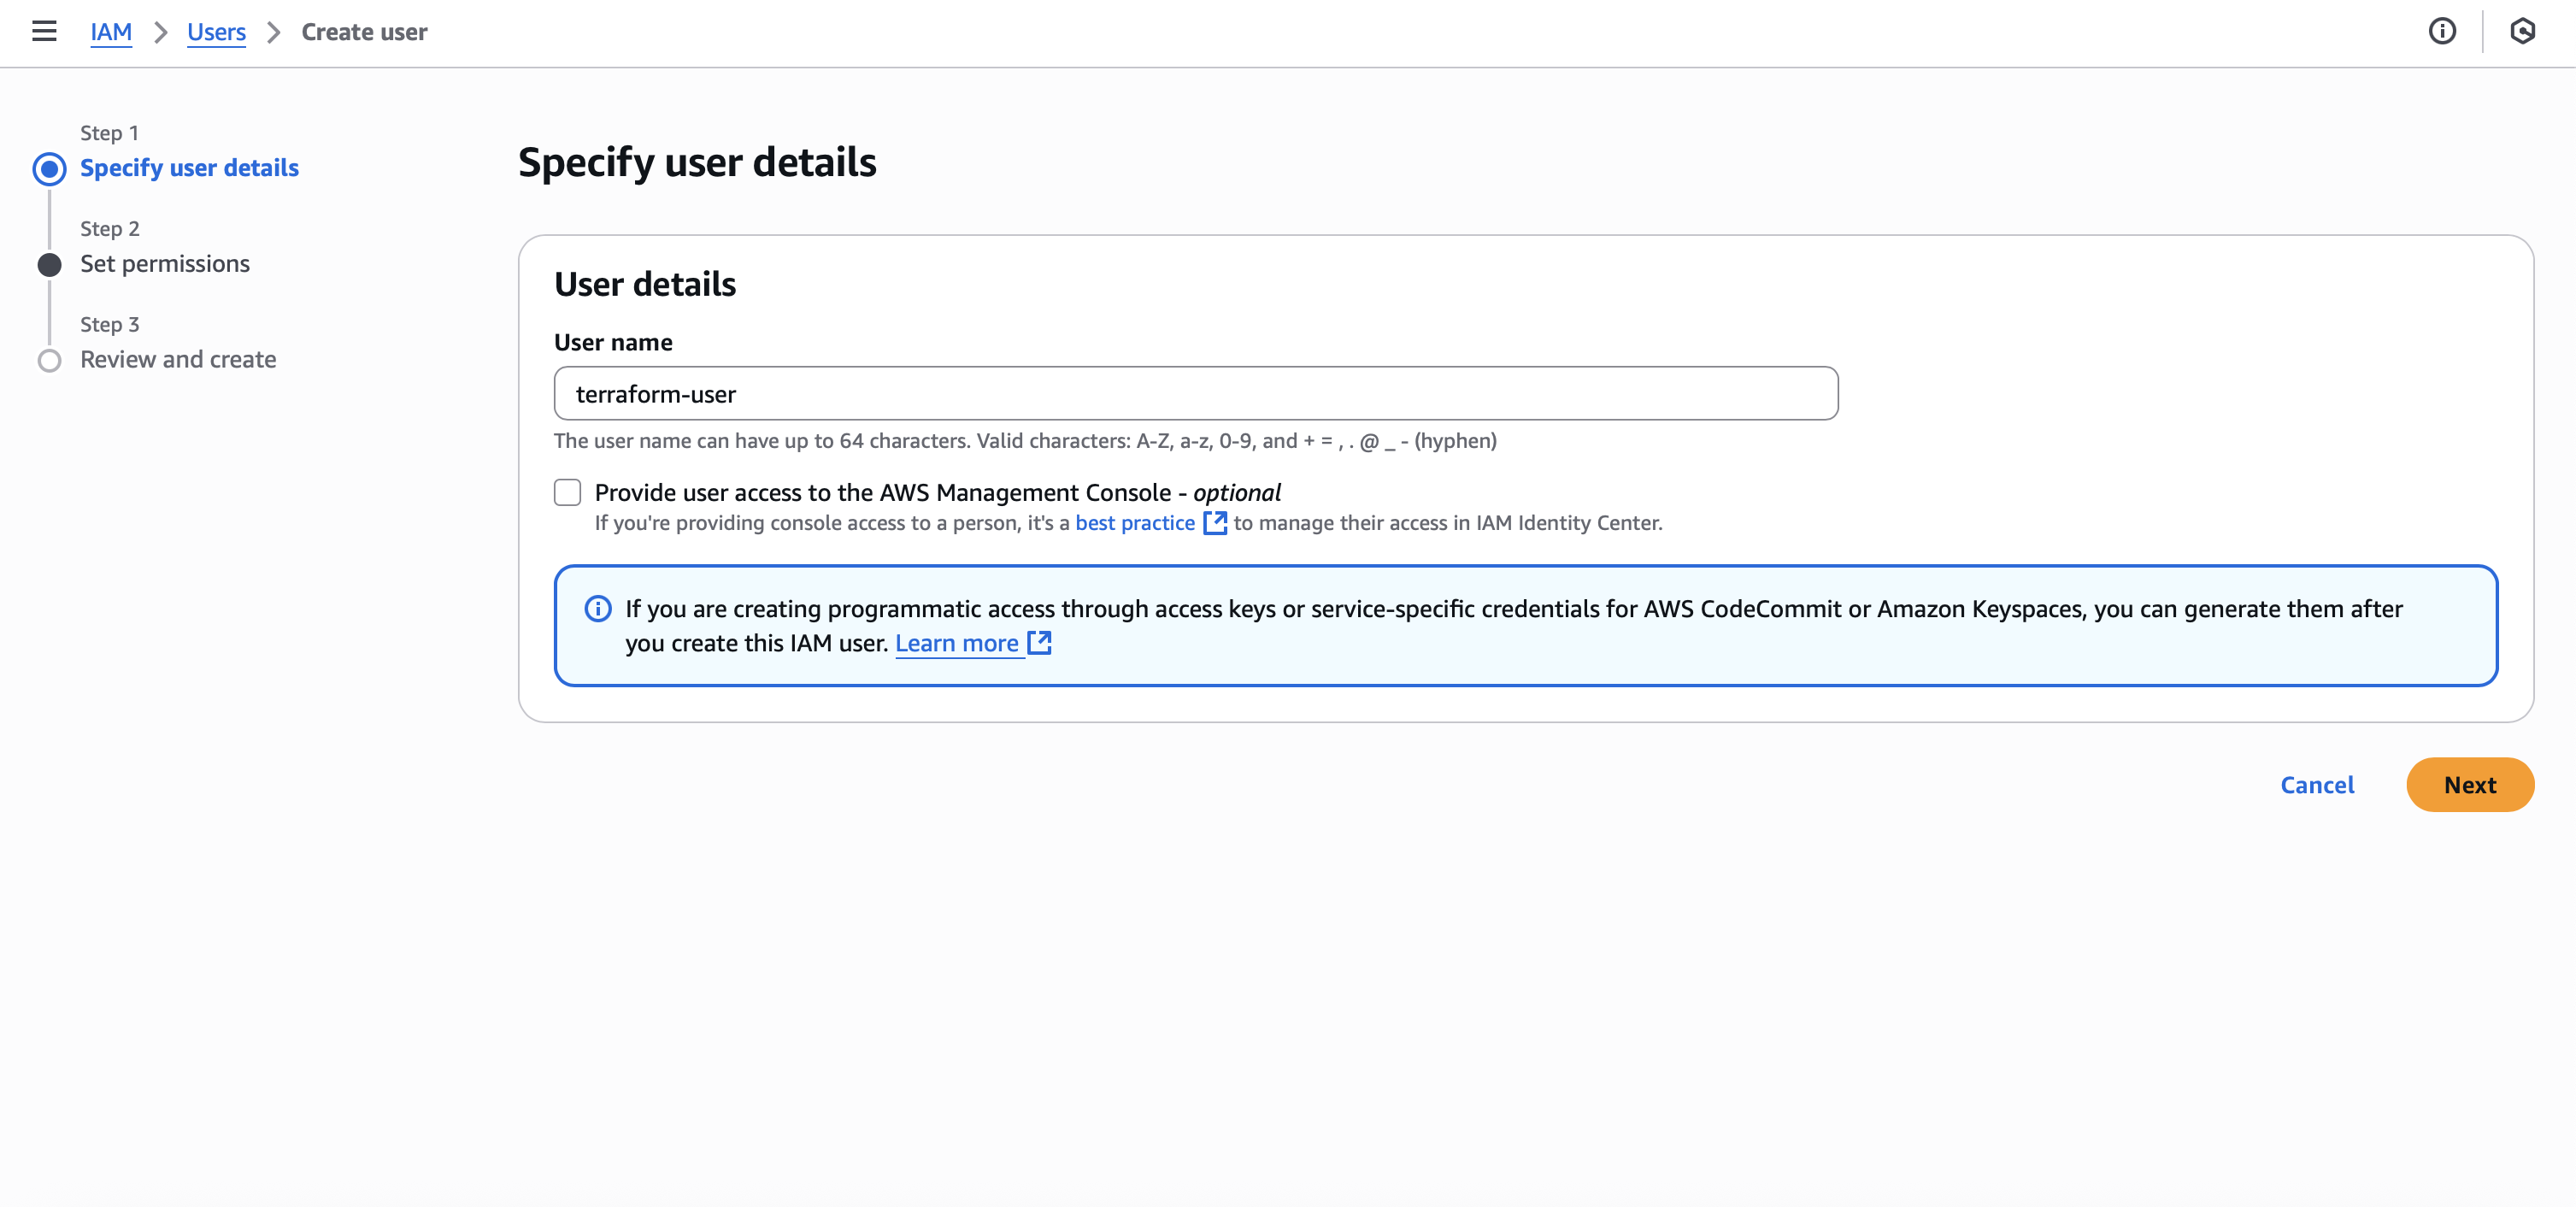 IAM > Users > Create user
Step 1
Specify user details
Step 2
Set permissions
Step 3
Review and create
Specify user details
User details
User name
terraform-user
The user name can have up to 64 characters. Valid characters: A-Z, a-z, 0-9, and + = , . @ _ - (hyphen)
Provide user access to the AWS Management Console - optional
If you're providing console access to a person, it's a best practice to manage their access in IAM Identity Center.
If you are creating programmatic access through access keys or service-specific credentials for AWS CodeCommit or Amazon Keyspaces, you can generate them after
you create this IAM user. Learn more
Cancel
Next